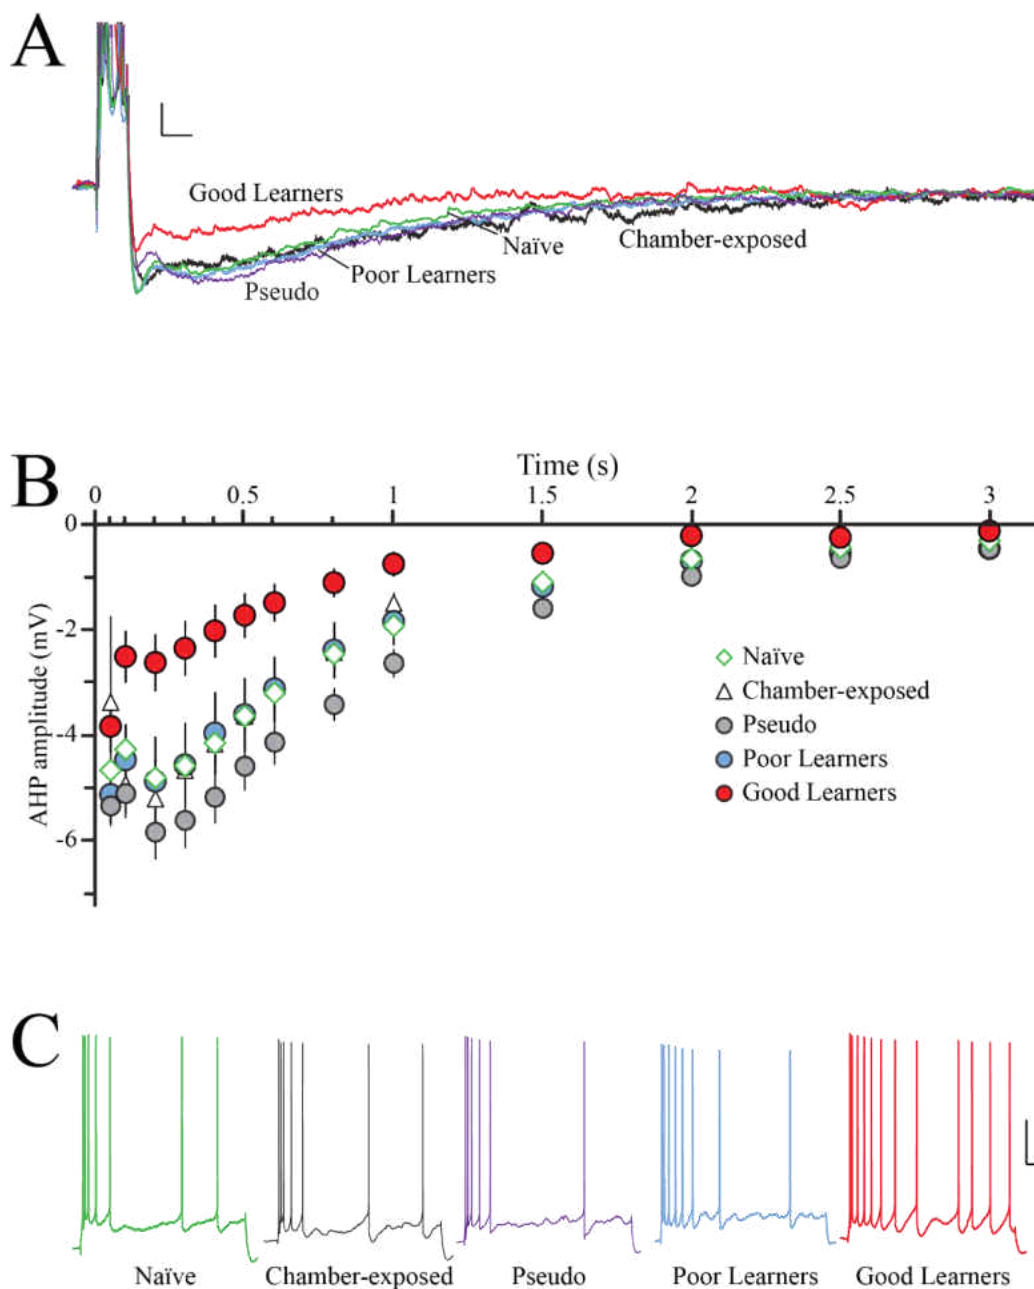 A
Good Learners
Naïve
Chamber-exposed
Poor Learners
Pseudo
B
Time (s)
0 0.5 1 1.5 2 2.5 3
0
-2
-4
-6
AHP amplitude (mV)
Naïve
Chamber-exposed
Pseudo
Poor Learners
Good Learners
C
Naïve Chamber-exposed Pseudo Poor Learners Good Learners